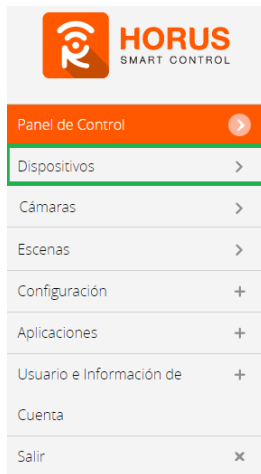 HORUS
SMART CONTROL
Panel de Control
Dispositivos
Cámaras
Escenas
Configuración
Aplicaciones
Usuario e Información de
Cuenta
Salir